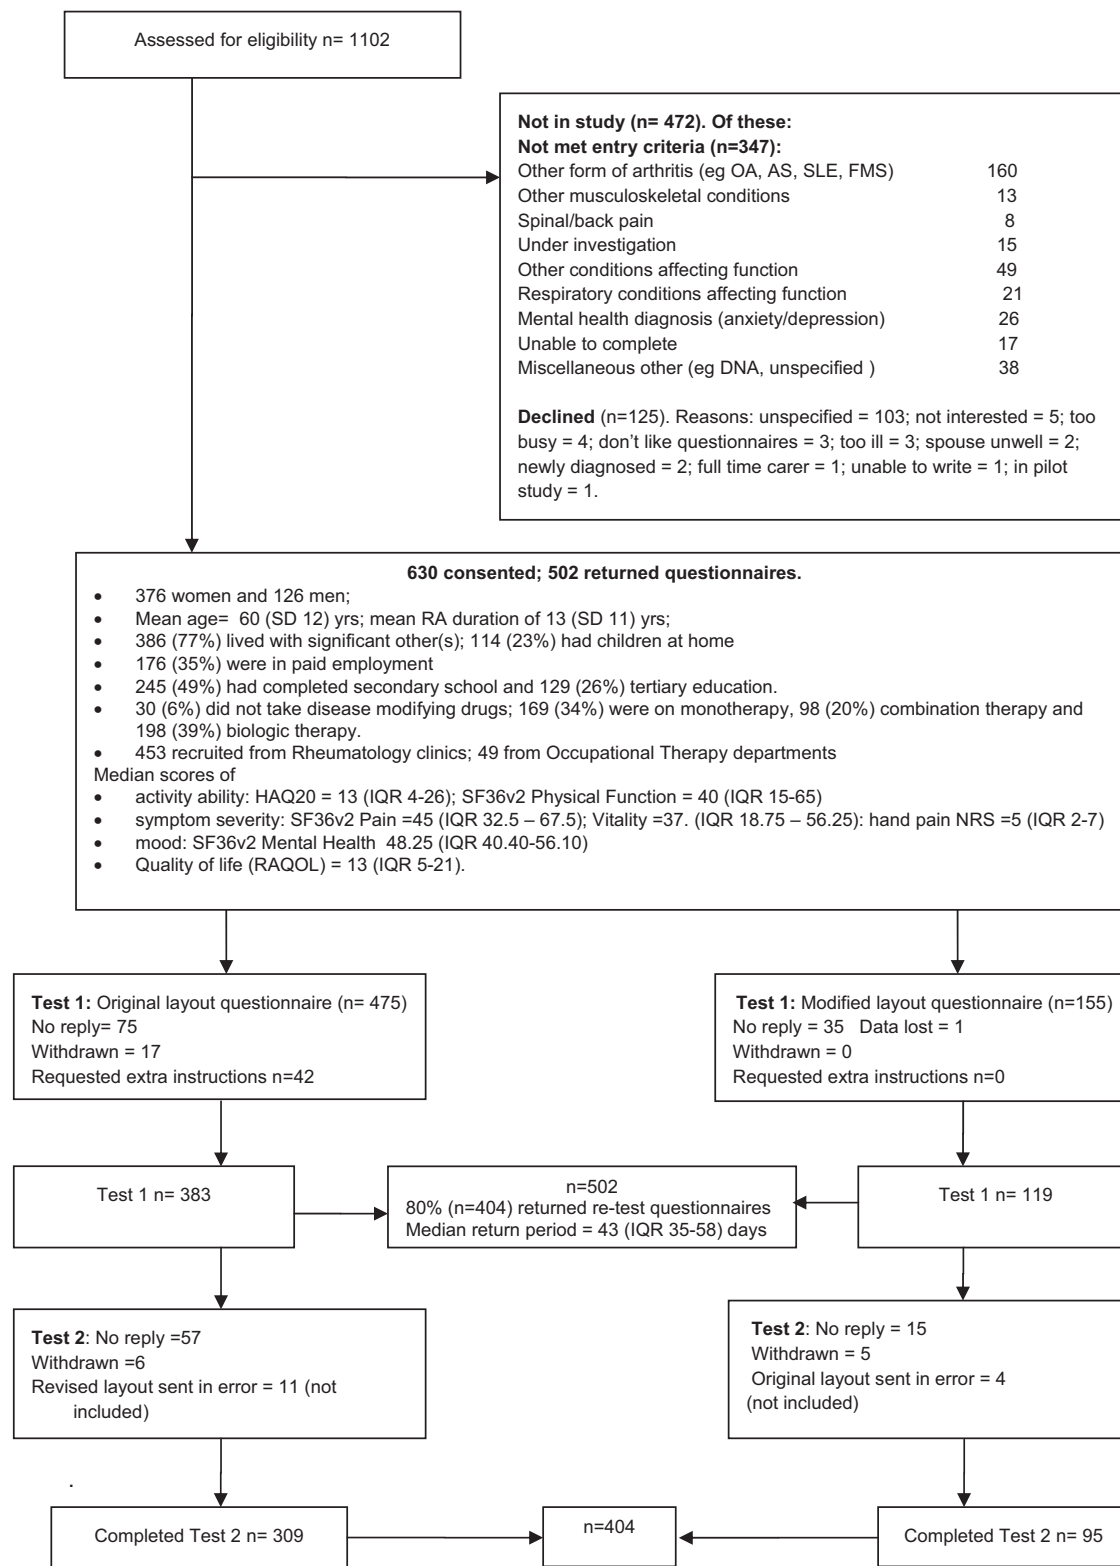 Assessed for eligibility n= 1102
Not in study (n= 472). Of these:
Not met entry criteria (n=347):
Other form of arthritis (eg OA, AS, SLE, FMS) 160
Other musculoskeletal conditions 13
Spinal/back pain 8
Under investigation 15
Other conditions affecting function 49
Respiratory conditions affecting function 21
Mental health diagnosis (anxiety/depression) 26
Unable to complete 17
Miscellaneous other (eg DNA, unspecified ) 38
Declined (n=125). Reasons: unspecified = 103; not interested = 5; too
busy = 4; don't like questionnaires = 3; too ill = 3; spouse unwell = 2;
newly diagnosed = 2; full time carer = 1; unable to write = 1; in pilot
study = 1.
630 consented; 502 returned questionnaires.
• 376 women and 126 men;
• Mean age= 60 (SD 12) yrs; mean RA duration of 13 (SD 11) yrs;
• 386 (77%) lived with significant other(s); 114 (23%) had children at home
• 176 (35%) were in paid employment
• 245 (49%) had completed secondary school and 129 (26%) tertiary education.
• 30 (6%) did not take disease modifying drugs; 169 (34%) were on monotherapy, 98 (20%) combination therapy and
198 (39%) biologic therapy.
• 453 recruited from Rheumatology clinics; 49 from Occupational Therapy departments
Median scores of
• activity ability: HAQ20 = 13 (IQR 4-26); SF36v2 Physical Function = 40 (IQR 15-65)
• symptom severity: SF36v2 Pain =45 (IQR 32.5 – 67.5); Vitality =37. (IQR 18.75 – 56.25): hand pain NRS =5 (IQR 2-7)
• mood: SF36v2 Mental Health 48.25 (IQR 40.40-56.10)
• Quality of life (RAQOL) = 13 (IQR 5-21).
Test 1: Original layout questionnaire (n= 475)
No reply= 75
Withdrawn = 17
Requested extra instructions n=42
Test 1: Modified layout questionnaire (n=155)
No reply = 35 Data lost = 1
Withdrawn = 0
Requested extra instructions n=0
Test 1 n= 383
n=502
80% (n=404) returned re-test questionnaires
Median return period = 43 (IQR 35-58) days
Test 1 n= 119
Test 2: No reply =57
Withdrawn =6
Revised layout sent in error = 11 (not
included)
Test 2: No reply = 15
Withdrawn = 5
Original layout sent in error = 4
(not included)
.
Completed Test 2 n= 309
n=404
Completed Test 2 n= 95